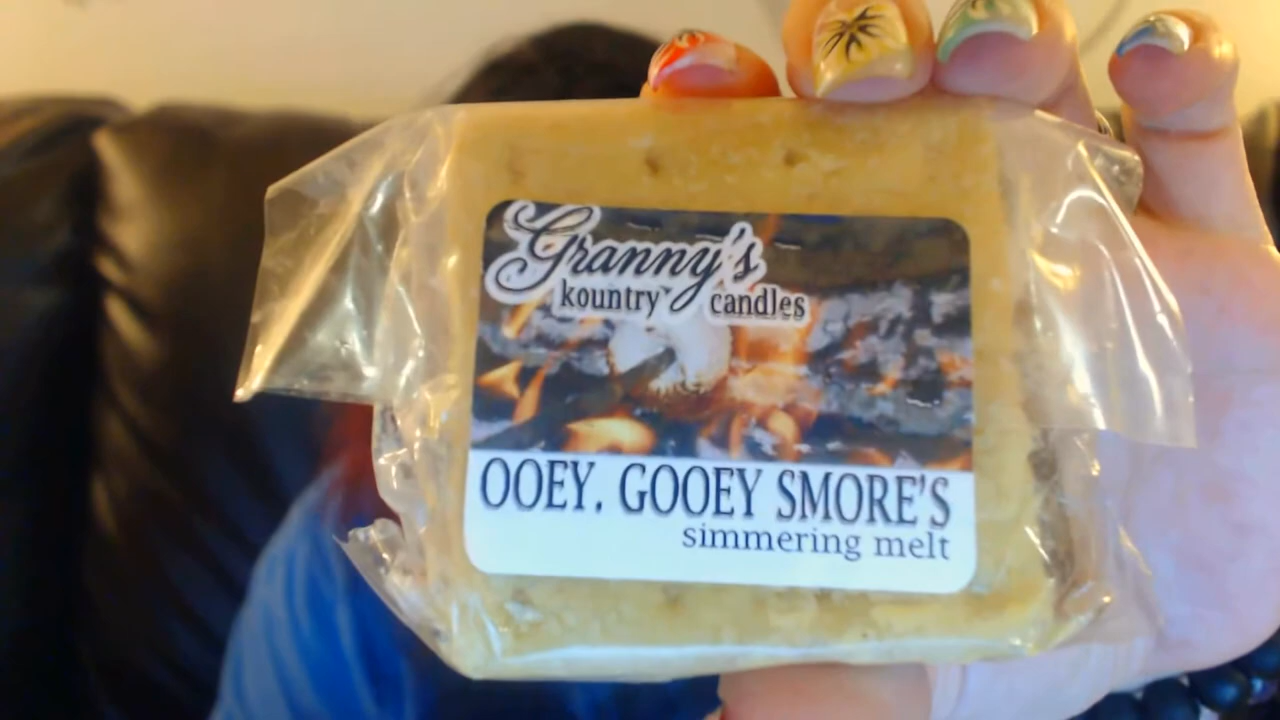 Granny's
kountry candles
OOEY. GOOEY SMORE'S
simmering melt